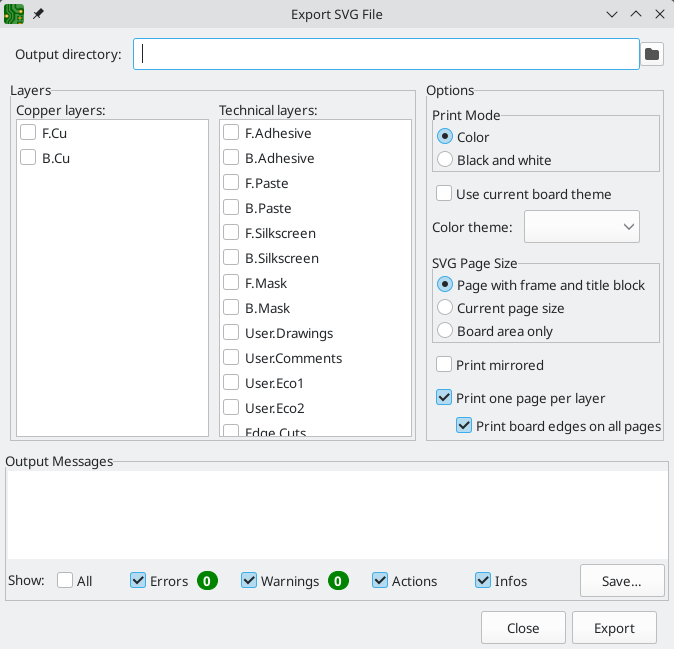 Export SVG File
Output directory:
Layers
Copper layers:
F.Cu
B.Cu
Technical layers:
F.Adhesive
B.Adhesive
F.Paste
B.Paste
F.Silkscreen
B.Silkscreen
F.Mask
B.Mask
User.Drawings
User.Comments
User.Eco1
User.Eco2
Edge.Cuts
Options
Print Mode
Color
Black and white
Use current board theme
Color theme:
SVG Page Size
Page with frame and title block
Current page size
Board area only
Print mirrored
Print one page per layer
Print board edges on all pages
Output Messages
Show: All Errors 0 Warnings 0 Actions Infos Save...
Close Export